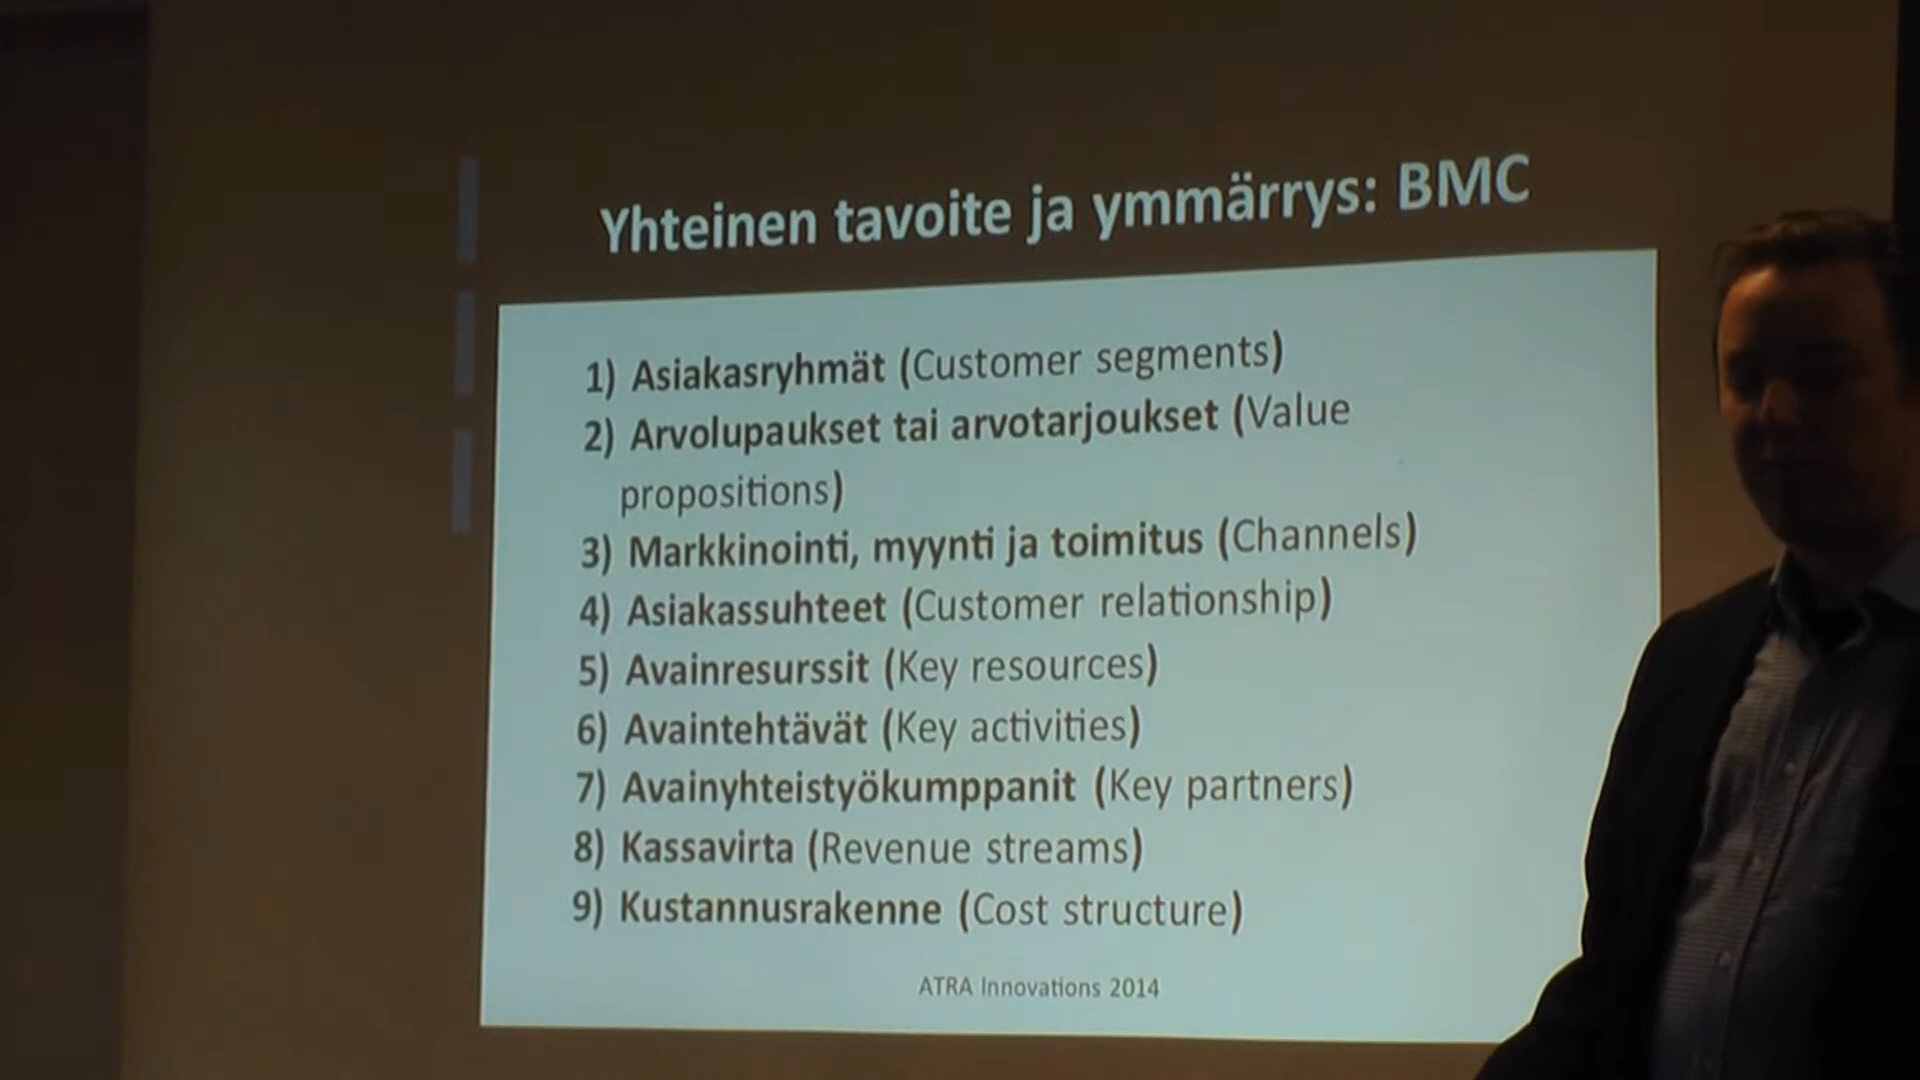 Yhteinen tavoite ja ymmärrys: BMC
1) Asiakasryhmät (Customer segments)
2) Arvolupaukset tai arvotarjoukset (Value
propositions)
3) Markkinointi, myynti ja toimitus (Channels)
4) Asiakassuhteet (Customer relationship)
5) Avainresurssit (Key resources)
6) Avaintehtävät (Key activities)
7) Avainyhteistyökumppanit (Key partners)
8) Kassavirta (Revenue streams)
9) Kustannusrakenne (Cost structure)
ATRA Innovations 2014